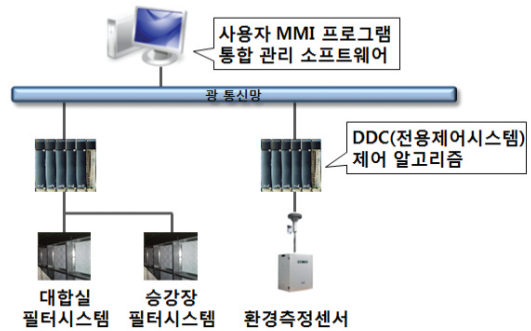 사용자 MMI 프로그램
통합 관리 소프트웨어
광 통신망
DDC(전용제어시스템)
제어 알고리즘
대합실
필터시스템
승강장
필터시스템
환경측정센서